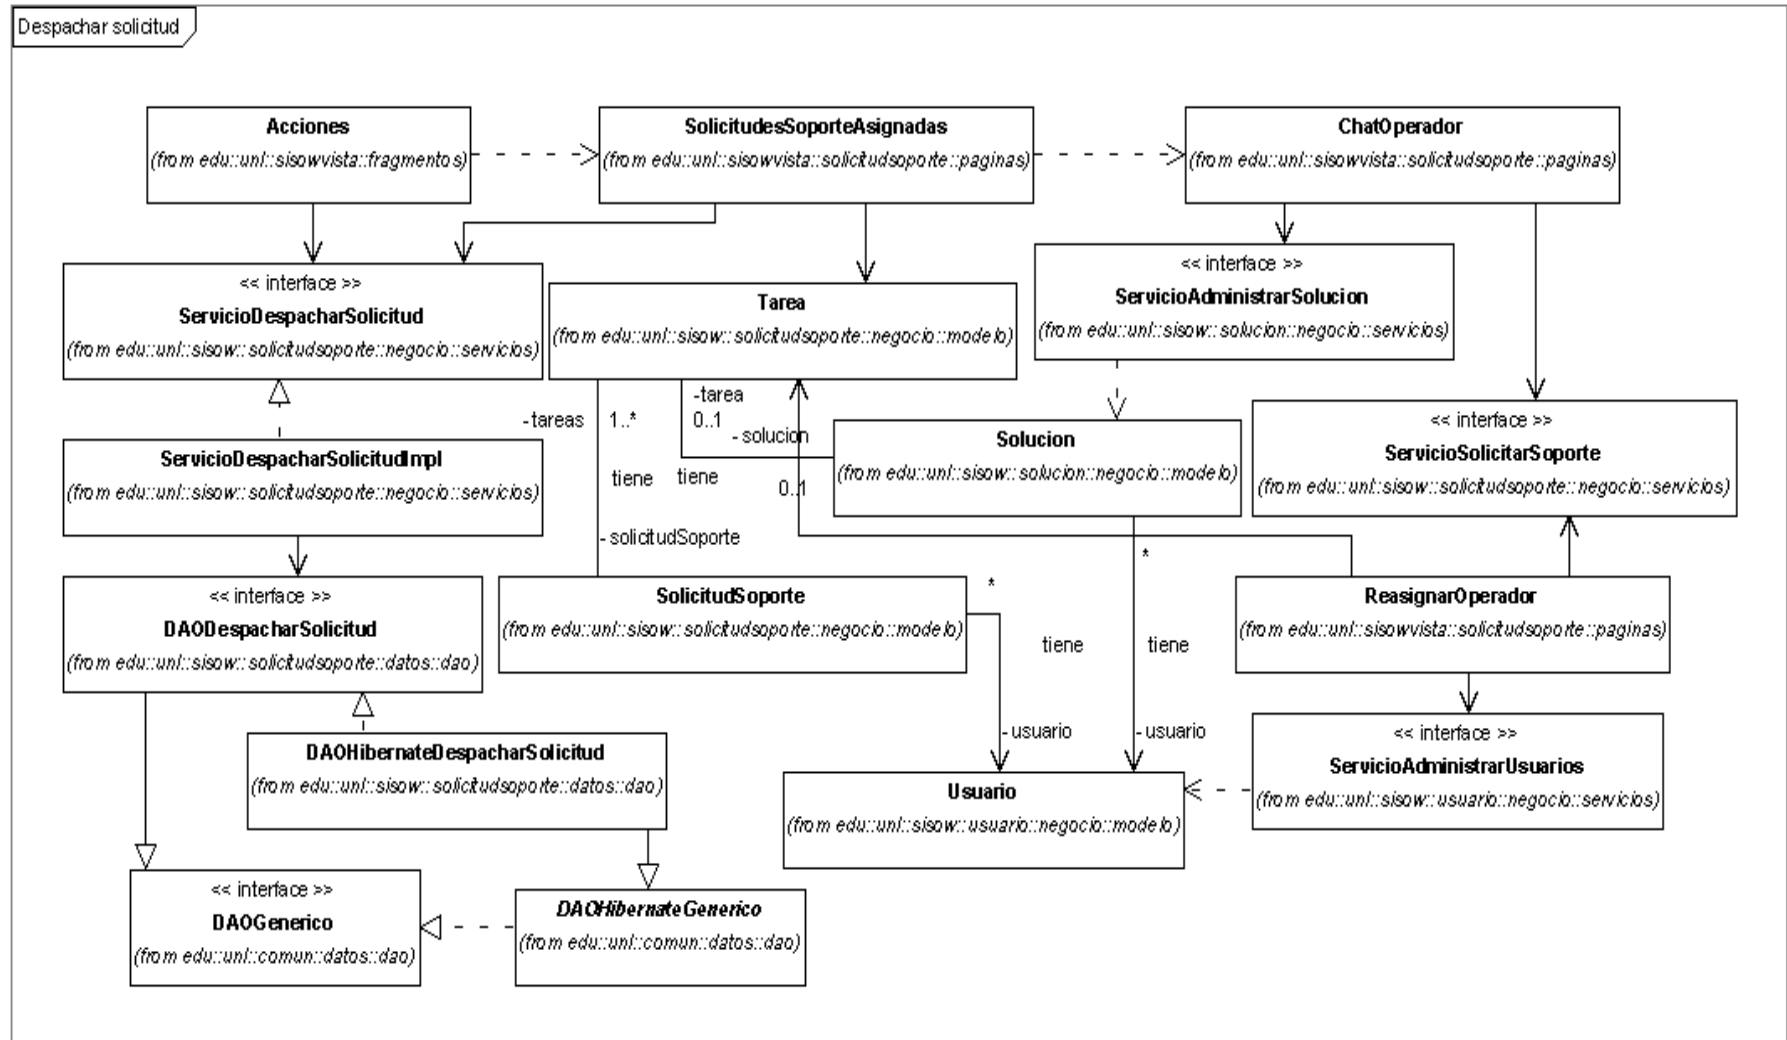 Despachar solicitud
Acciones
(from edu::unl::sisowvista::fragmentos)
SolicitudesSoporteAsignadas
(from edu::unl::sisowvista::solicitudsoporte::paginas)
ChatOperador
(from edu::unl::sisowvista::solicitudsoporte::paginas)
<< interface >>
ServicioDespacharSolicitud
(from edu::unl::sisow::solicitudsoporte::negocio::servicios)
Tarea
(from edu::unl::sisow::solicitudsoporte::negocio::modelo)
<< interface >>
ServicioAdministrarSolucion
(from edu::unl::sisow::solucion::negocio::servicios)
-tareas
1..*
-tarea
0..1
- solucion
0..1
tiene
tiene
- solicitudSoporte
Solucion
(from edu::unl::sisow::solucion::negocio::modelo)
<< interface >>
ServicioSolicitarSoporte
(from edu::unl::sisow::solicitudsoporte::negocio::servicios)
ServicioDespacharSolicitudImpl
(from edu::unl::sisow::solicitudsoporte::negocio::servicios)
<< interface >>
DAODespacharSolicitud
(from edu::unl::sisow::solicitudsoporte::datos::dao)
SolicitudSoporte
(from edu::unl::sisow::solicitudsoporte::negocio::modelo)
*
*
tiene
tiene
- usuario
- usuario
ReasignarOperador
(from edu::unl::sisowvista::solicitudsoporte::paginas)
DAOHibernateDespacharSolicitud
(from edu::unl::sisow::solicitudsoporte::datos::dao)
Usuario
(from edu::unl::sisow::usuario::negocio::modelo)
<< interface >>
ServicioAdministrarUsuarios
(from edu::unl::sisow::usuario::negocio::servicios)
<< interface >>
DAOGenerico
(from edu::unl::comun::datos::dao)
DAOHibernateGenerico
(from edu::unl::comun::datos::dao)